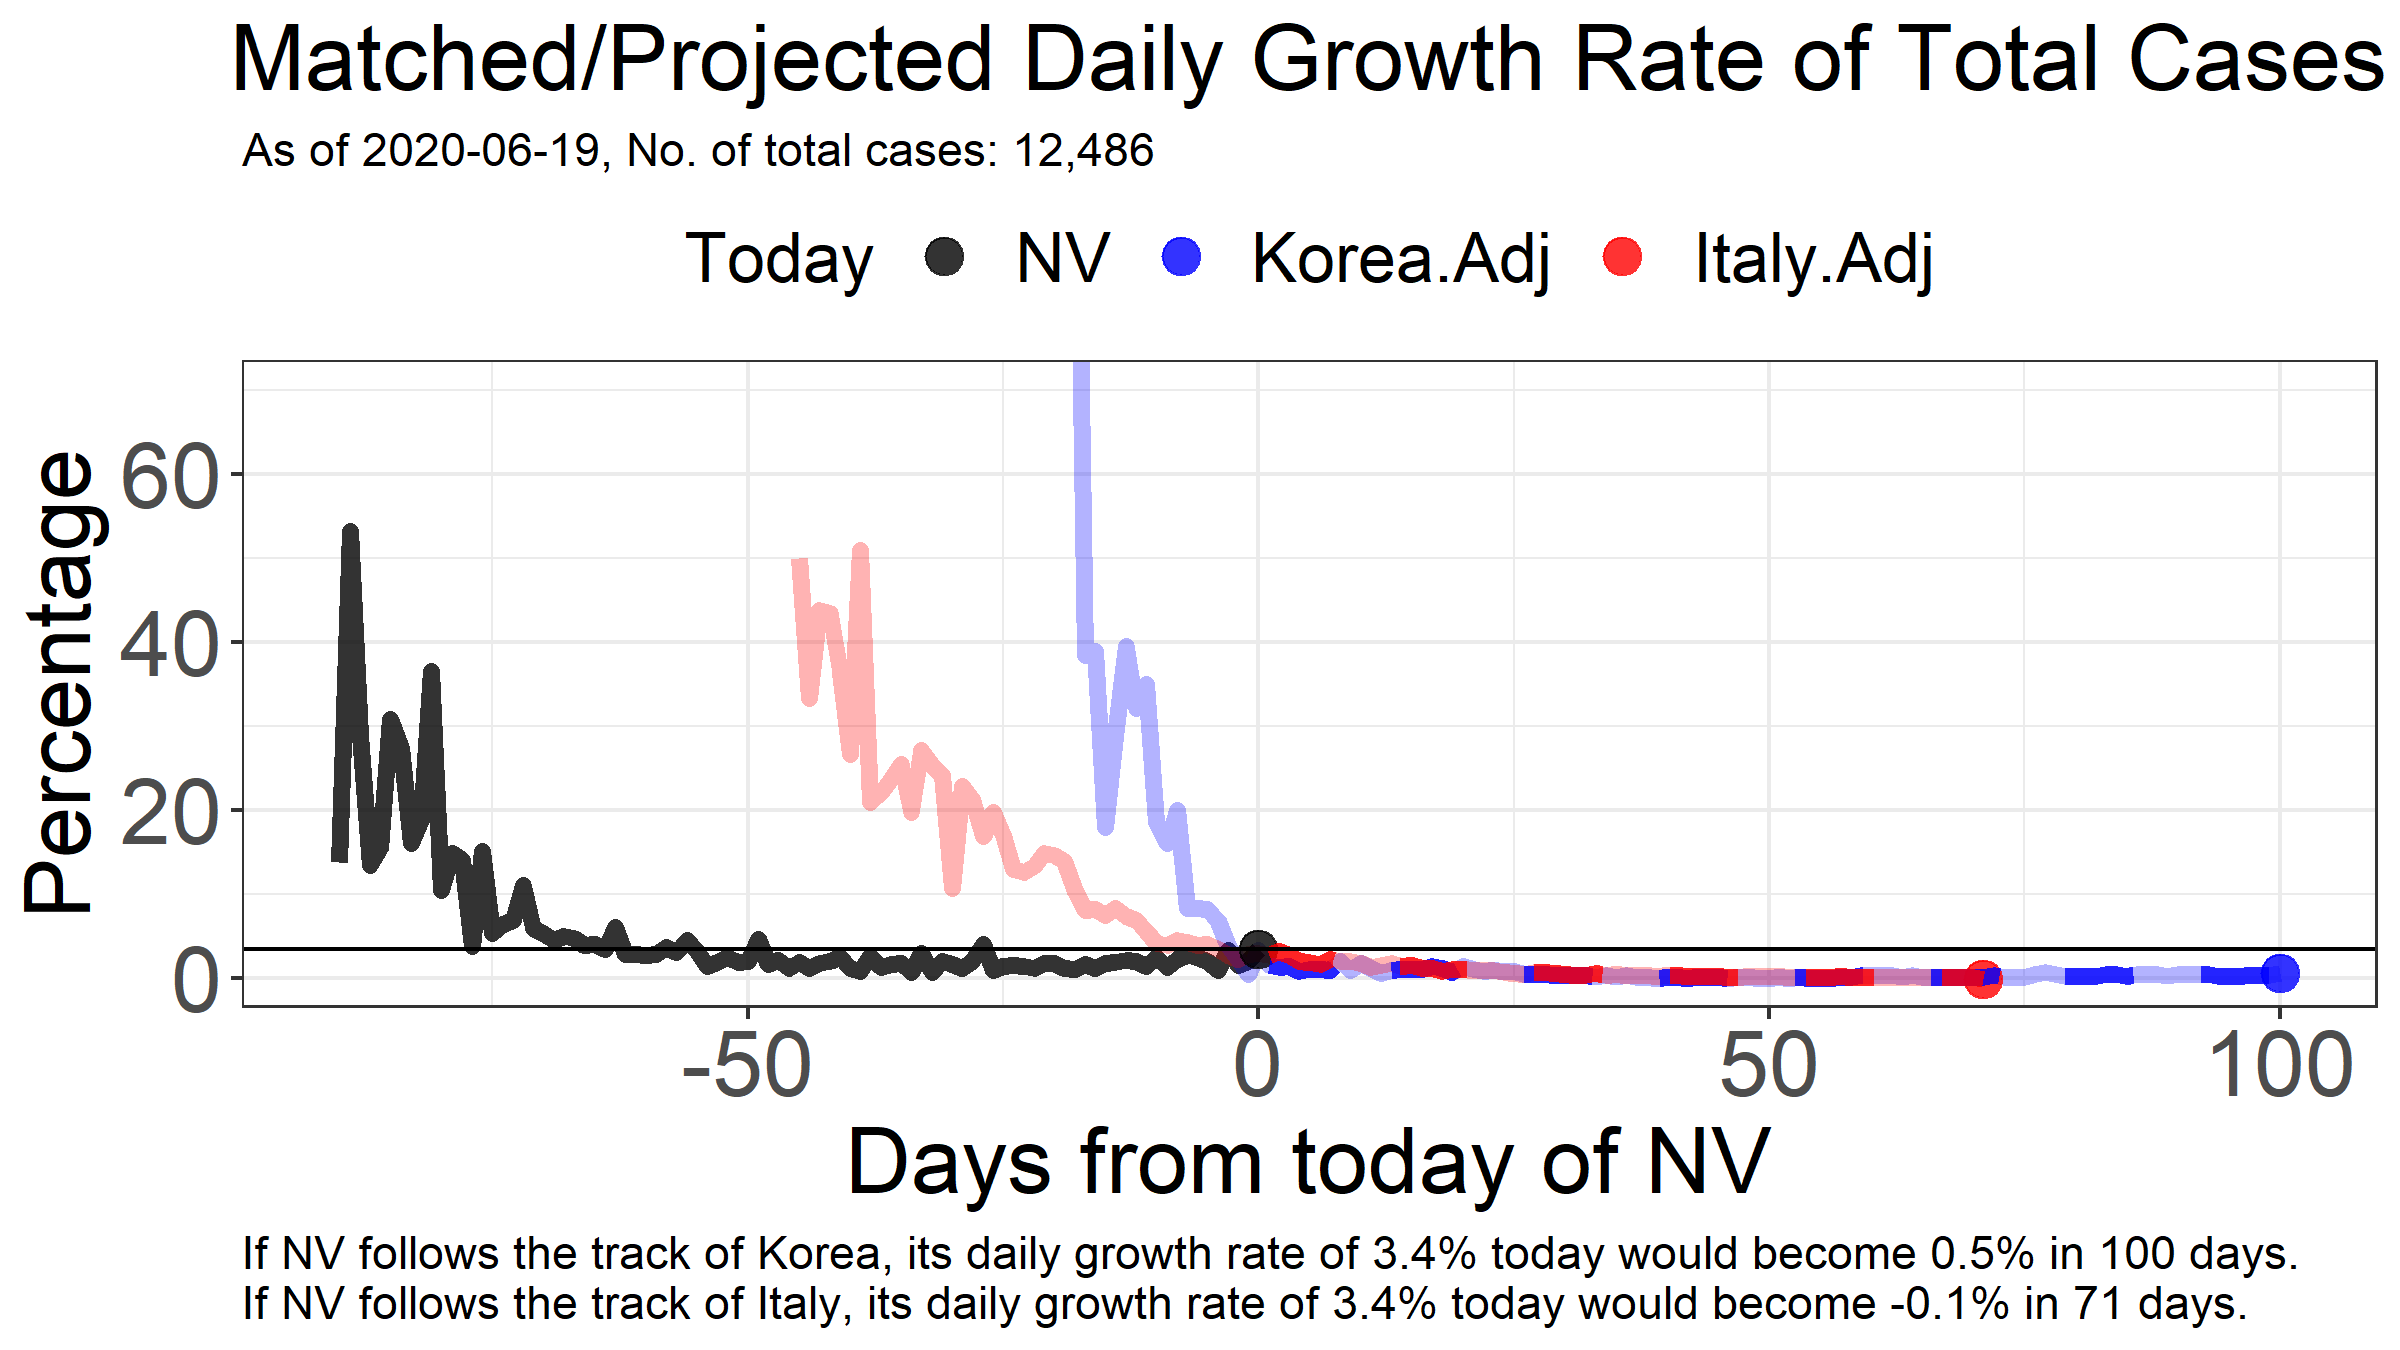 Matched/Projected Daily Growth Rate of Total Cases
As of 2020-06-19, No. of total cases: 12,486
Today NV Korea.Adj Italy.Adj
Percentage
60
40
20
0
-50 0 50 100
Days from today of NV
If NV follows the track of Korea, its daily growth rate of 3.4% today would become 0.5% in 100 days.
If NV follows the track of Italy, its daily growth rate of 3.4% today would become -0.1% in 71 days.